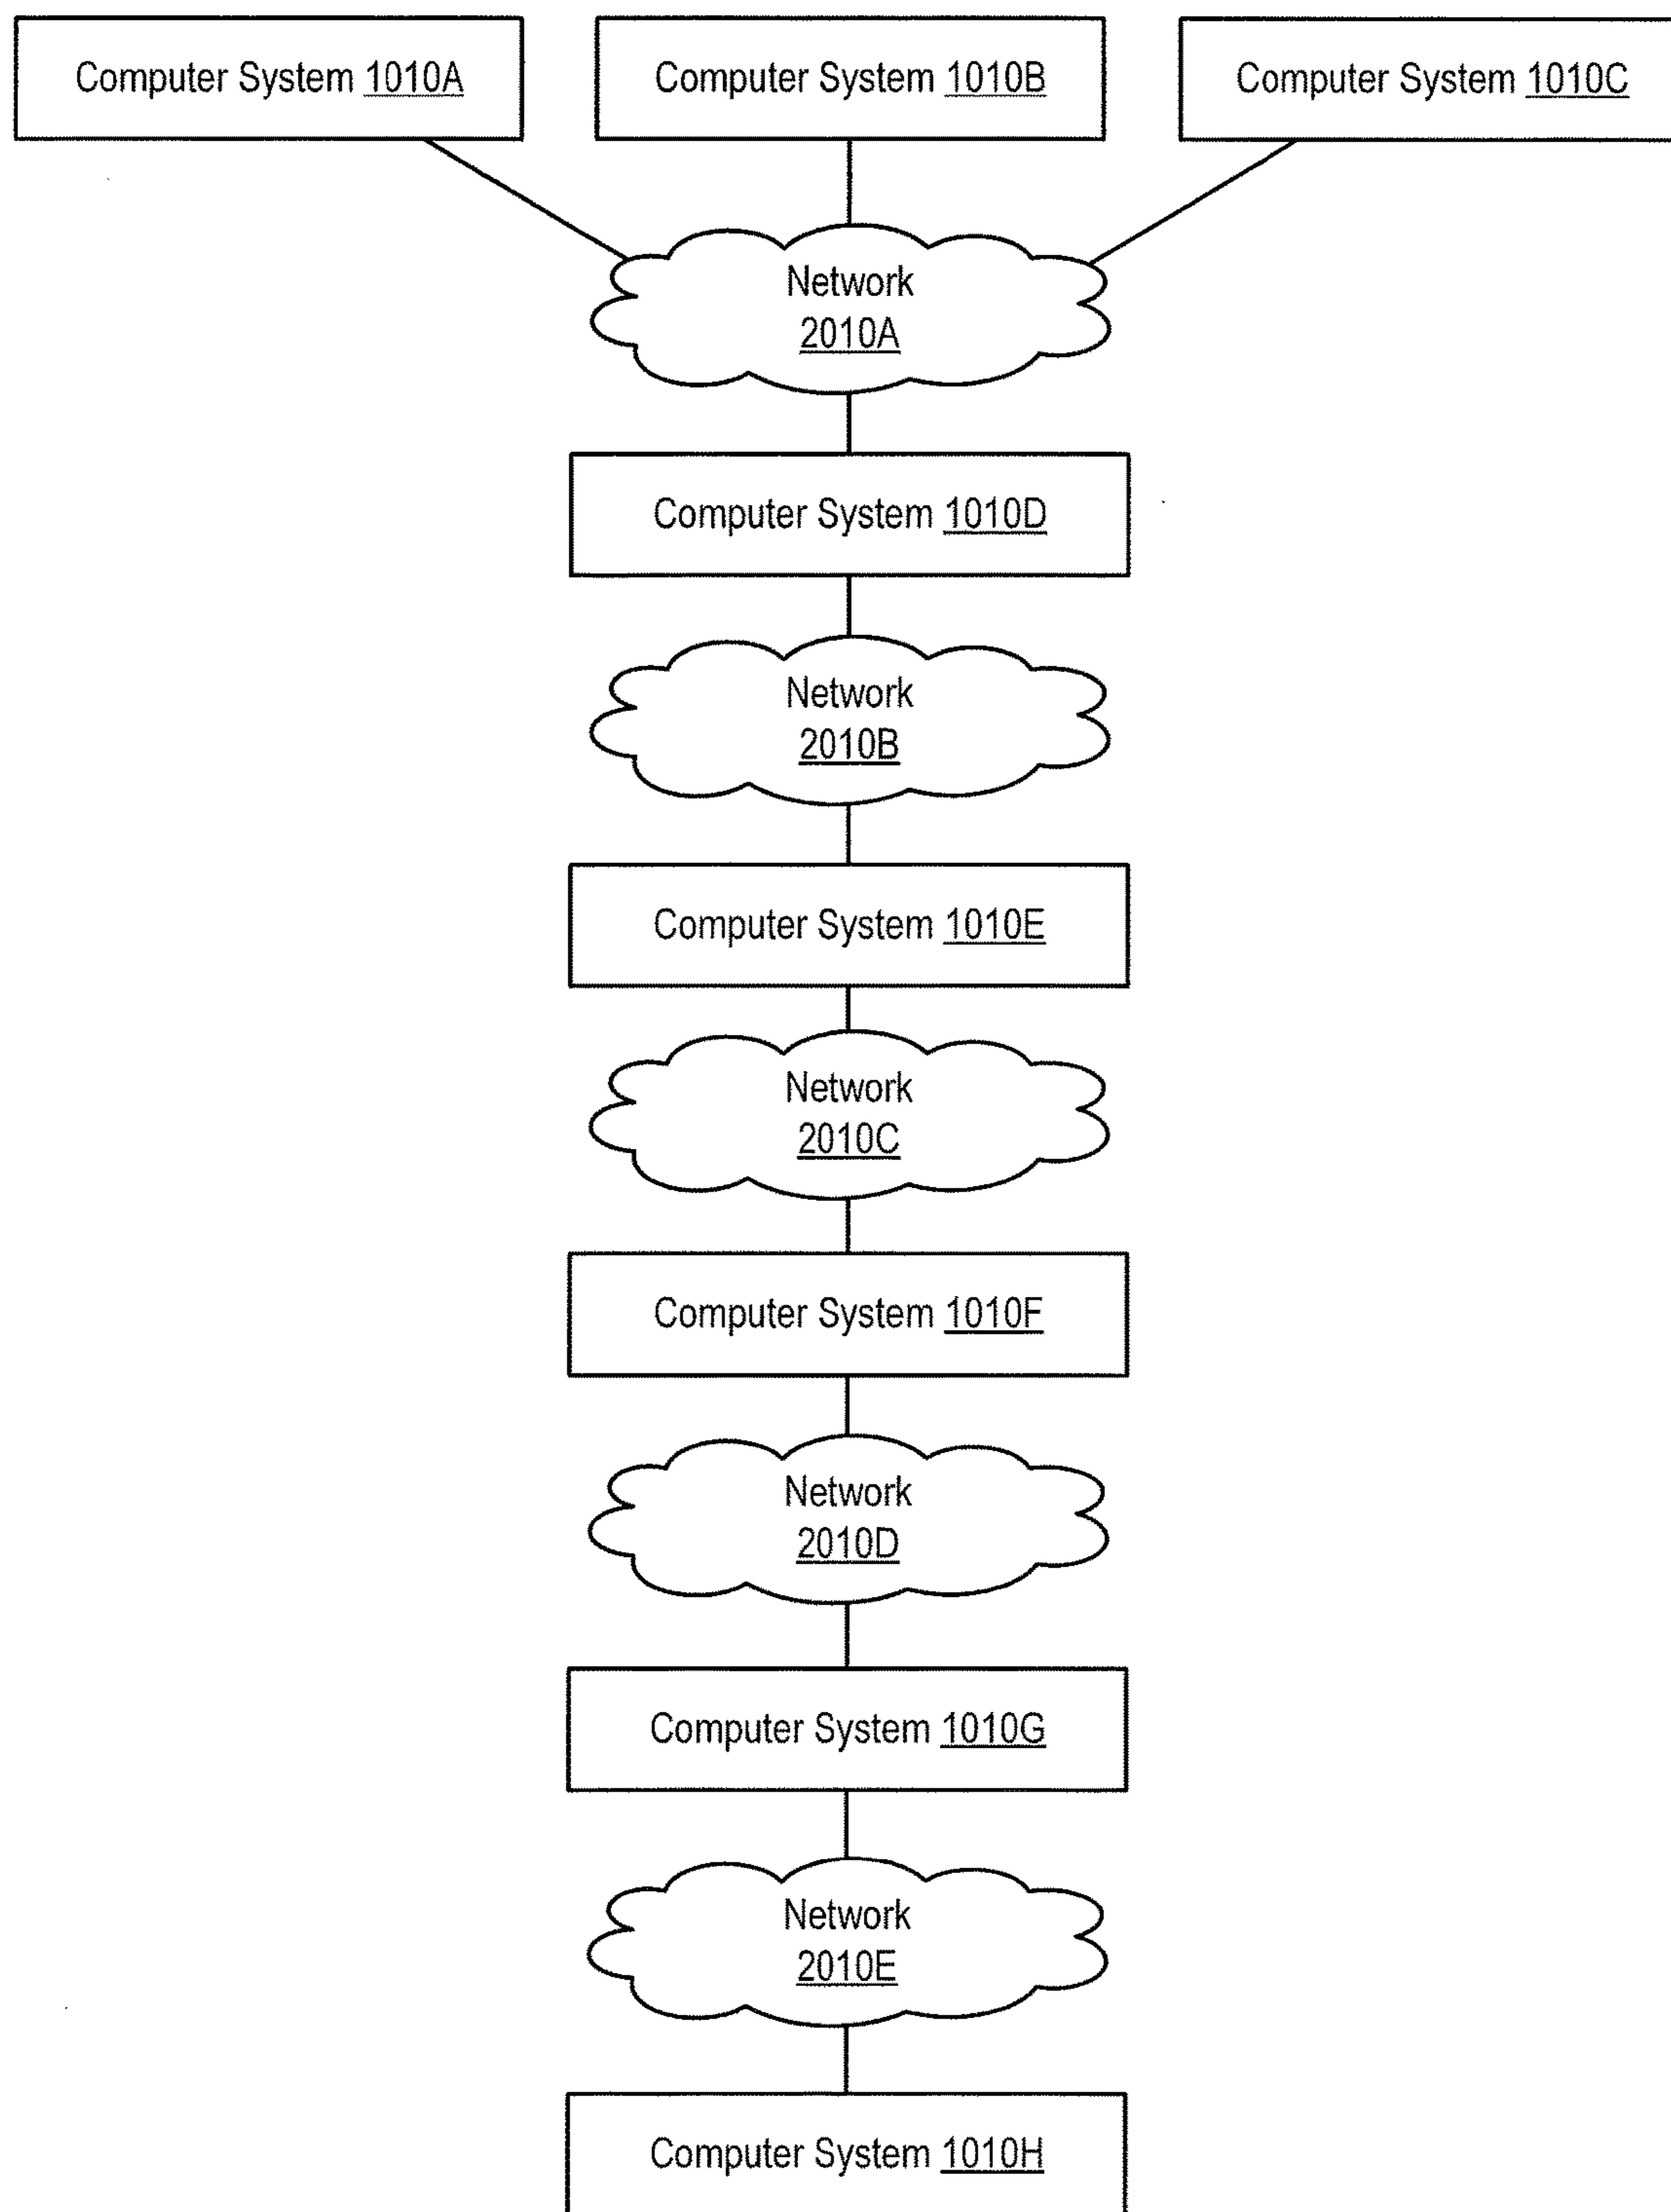 Computer System 1010A
Computer System 1010B
Computer System 1010C
Network
2010A
Computer System 1010D
Network
2010B
Computer System 1010E
Network
2010C
Computer System 1010F
Network
2010D
Computer System 1010G
Network
2010E
Computer System 1010H